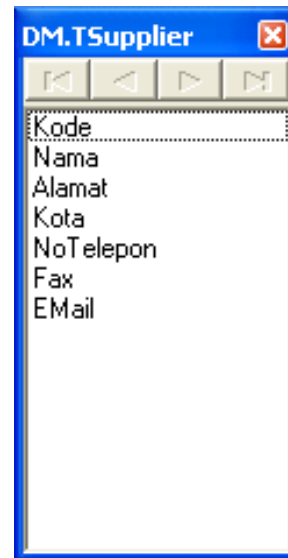 DM.TSupplier
Kode
Nama
Alamat
Kota
NoTelepon
Fax
EMail